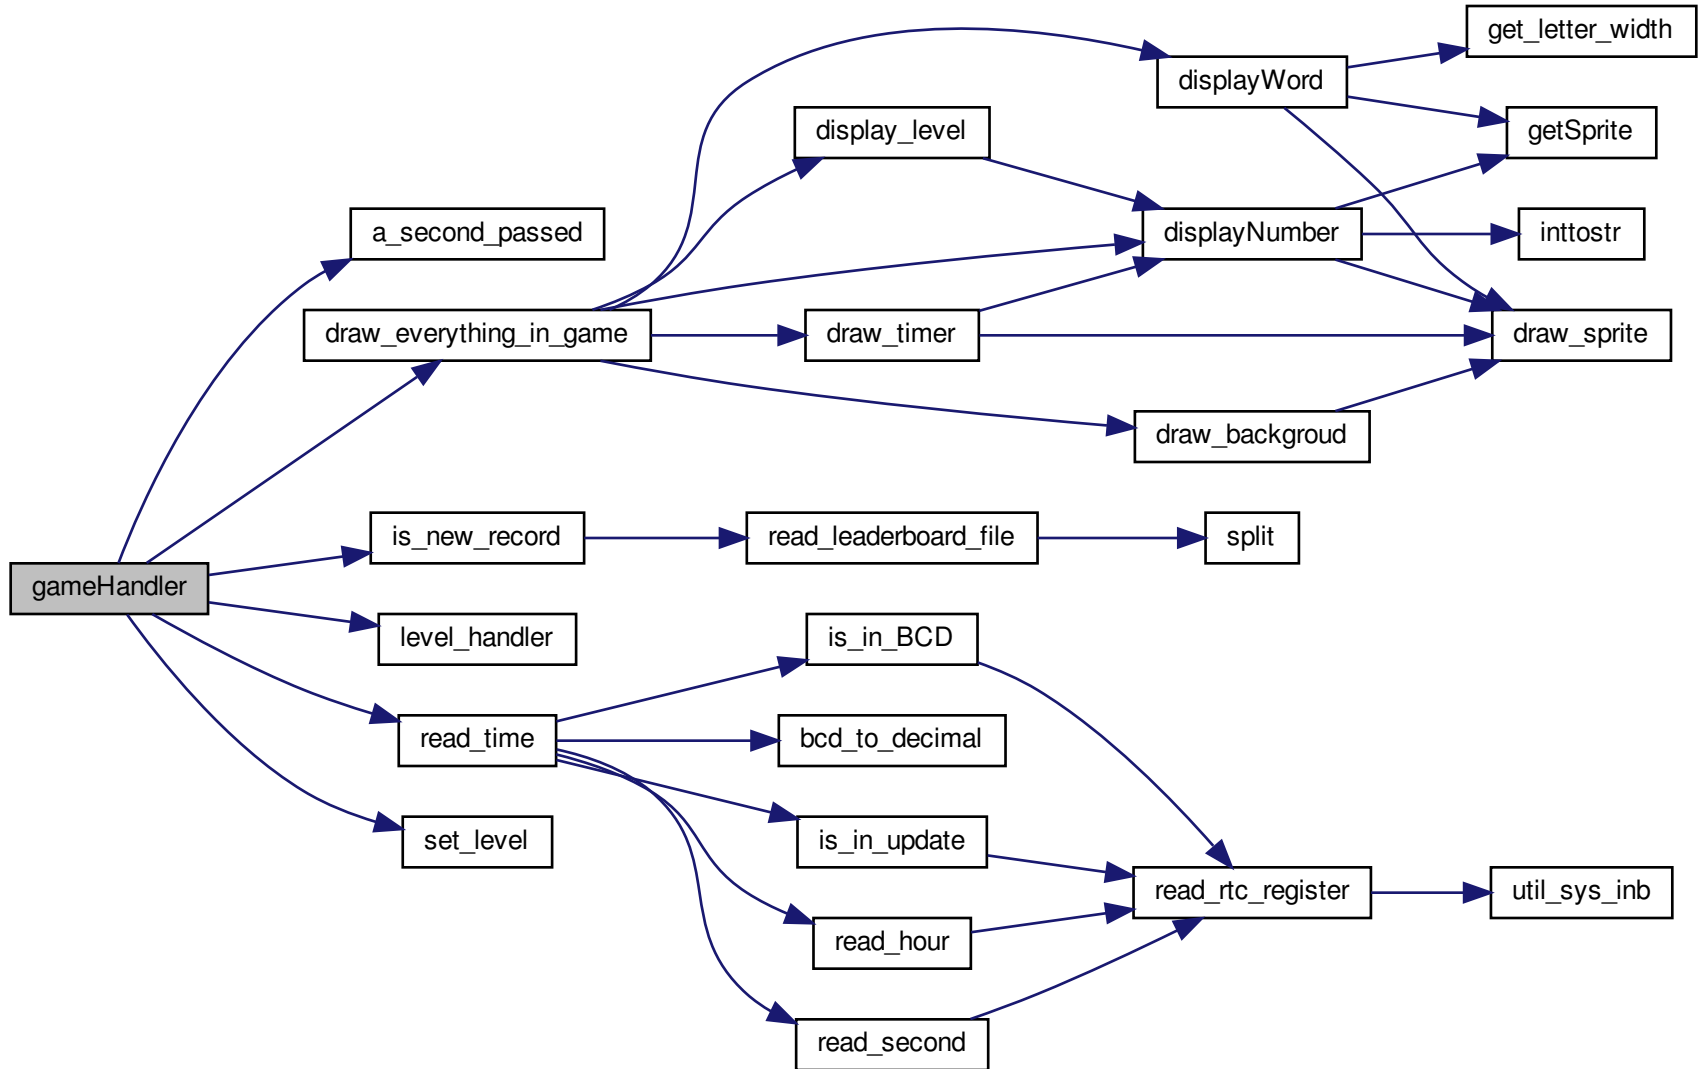 get_letter_width
displayWord
display_level
getSprite
a_second_passed
displayNumber
inttostr
draw_everything_in_game
draw_timer
draw_sprite
draw_backgroud
is_new_record
read_leaderboard_file
split
gameHandler
level_handler
is_in_BCD
read_time
bcd_to_decimal
set_level
is_in_update
read_rtc_register
util_sys_inb
read_hour
read_second